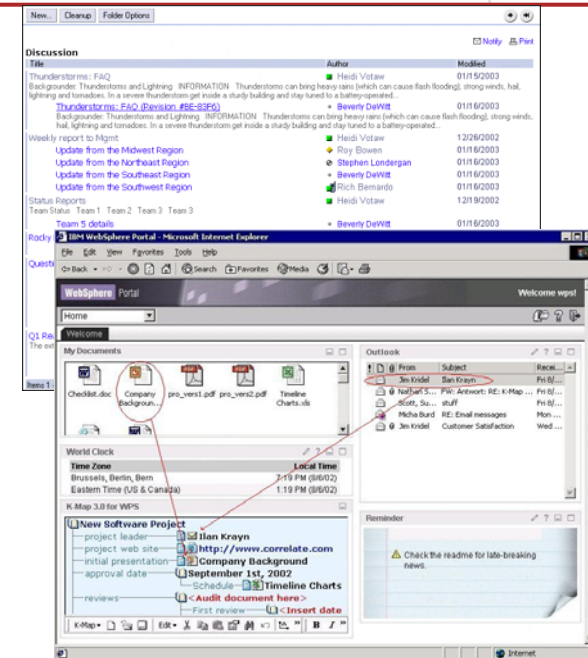 New... Cleanup Folder Options
Notify Print
Discussion
Title Author Modified
Thunderstorms: FAQ Heidi Votaw 01/15/2003
Backgrounder: Thunderstorms and Lightning INFORMATION Thunderstorms can bring heavy rains (which can cause flash flooding), strong winds, hail,
lightning and tornadoes. In a severe thunderstorm get inside a sturdy building and stay tuned to a battery-operated...
Thunderstorms: FAQ (Revision #BE-83F6) Beverly DeWitt 01/16/2003
Backgrounder: Thunderstorms and Lightning INFORMATION Thunderstorms can bring heavy rains (which can cause flash flooding), strong winds,
hail, lightning and tornadoes. In a severe thunderstorm get inside a sturdy building and stay tuned to a battery-operated...
Weekly report to Mgmt Heidi Votaw 12/26/2002
Update from the Midwest Region Roy Bowen 01/16/2003
Update from the Northeast Region Stephen Londergan 01/16/2003
Update from the Southeast Region Beverly DeWitt 01/16/2003
Update from the Southwest Region Rich Bernardo 01/16/2003
Status Reports Heidi Votaw 12/19/2002
Team Status Team 1 Team 2 Team 3 Team 3
Team 5 details Beverly DeWitt 01/16/2003
Rocky
IBM WebSphere Portal - Microsoft Internet Explorer
File Edit View Favorites Tools Help
Back Search Favorites Media
WebSphere Portal Welcome wps!
Home
Welcome
Q1 Re
The ext
Items 1 -
My Documents
Checklist.doc Company Backgroun... pro_vers1.pdf pro_vers2.pdf Timeline Charts.xls
Outlook
From Subject Recei...
Jim Kridel Ilan Krayn Fri 8/...
Nathan S... FW: Antwort: RE: K-Map ... Fri 8/...
Scott, Su... stuff Fri 8/...
Micha Burd RE: Email messages Mon ...
Jim Kridel Customer Satisfaction Wed ...
World Clock
Time Zone Local Time
Brussels, Berlin, Bern 7:19 PM (8/6/02)
Eastern Time (US & Canada) 1:19 PM (8/6/02)
K-Map 3.0 for WPS
New Software Project
project leader Ilan Krayn
project web site http://www.correlate.com
initial presentation Company Background
approval date September 1st, 2002
Schedule Timeline Charts
reviews <Audit document here>
First review <Insert date
K-Map Edit B I
Reminder
Check the readme for late-breaking
news.
Internet